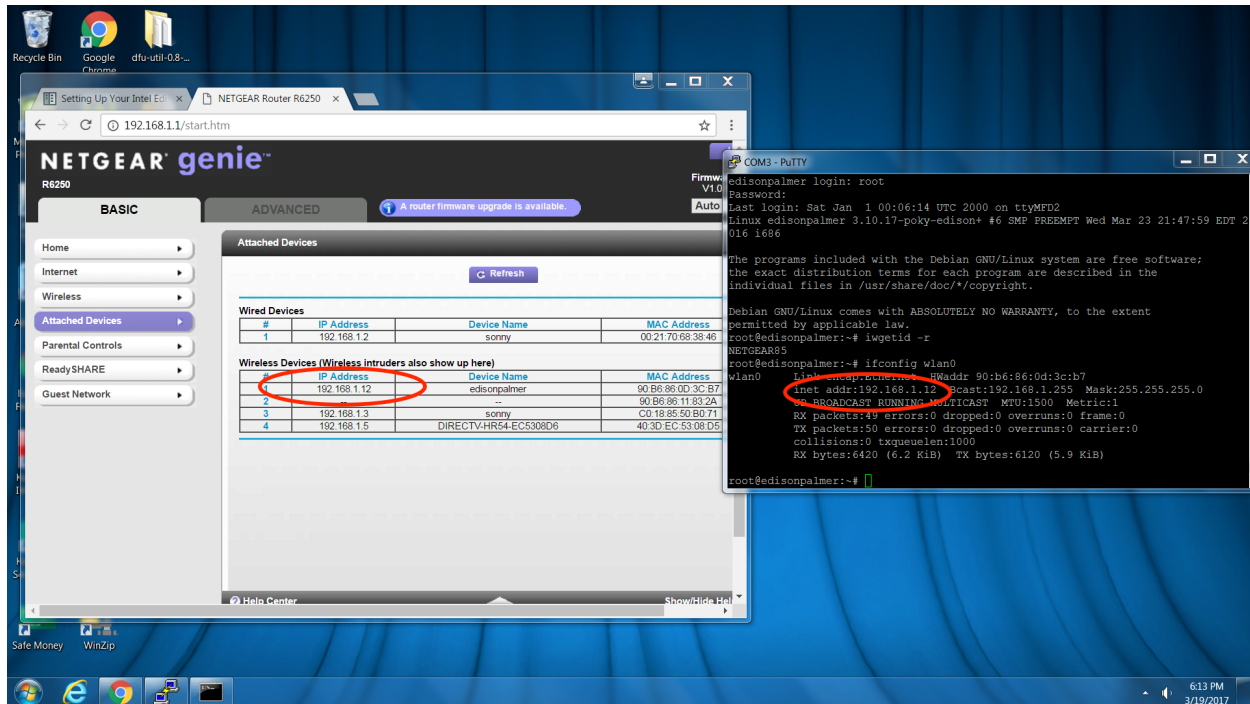 Recycle Bin
Google Chrome
dfu-util-0.8-...
Setting Up Your Intel Edi
NETGEAR Router R6250
192.168.1.1/start.htm
NETGEAR® genie™
R6250
Firmwa
V1.0
BASIC
ADVANCED
A router firmware upgrade is available.
Auto
Home
Internet
Wireless
Attached Devices
Parental Controls
ReadySHARE
Guest Network
Attached Devices
Refresh
Wired Devices
# IP Address Device Name MAC Address
1 192.168.1.2 sonny 00:21:70:68:38:46
Wireless Devices (Wireless intruders also show up here)
# IP Address Device Name MAC Address
1 192.168.1.12 edisonpalmer 90:B6:86:0D:3C:B7
2 -- -- 90:B6:86:11:83:2A
3 192.168.1.3 sonny C0:18:85:50:B0:71
4 192.168.1.5 DIRECTV-HR54-EC5308D6 40:3D:EC:53:08:D5
Help Center
Show/Hide Hel
COM3 - PuTTY
edisonpalmer login: root
Password:
Last login: Sat Jan 1 00:06:14 UTC 2000 on ttyMFD2
Linux edisonpalmer 3.10.17-poky-edison+ #6 SMP PREEMPT Wed Mar 23 21:47:59 EDT 2
016 i686
The programs included with the Debian GNU/Linux system are free software;
the exact distribution terms for each program are described in the
individual files in /usr/share/doc/*/copyright.
Debian GNU/Linux comes with ABSOLUTELY NO WARRANTY, to the extent
permitted by applicable law.
root@edisonpalmer:~# iwgetid -r
NETGEAR85
root@edisonpalmer:~# ifconfig wlan0
wlan0 Link encap:Ethernet HWaddr 90:b6:86:0d:3c:b7
inet addr:192.168.1.12 Bcast:192.168.1.255 Mask:255.255.255.0
UP BROADCAST RUNNING MULTICAST MTU:1500 Metric:1
RX packets:49 errors:0 dropped:0 overruns:0 frame:0
TX packets:50 errors:0 dropped:0 overruns:0 carrier:0
collisions:0 txqueuelen:1000
RX bytes:6420 (6.2 KiB) TX bytes:6120 (5.9 KiB)
root@edisonpalmer:~#
Safe Money
WinZip
6:13 PM
3/19/2017